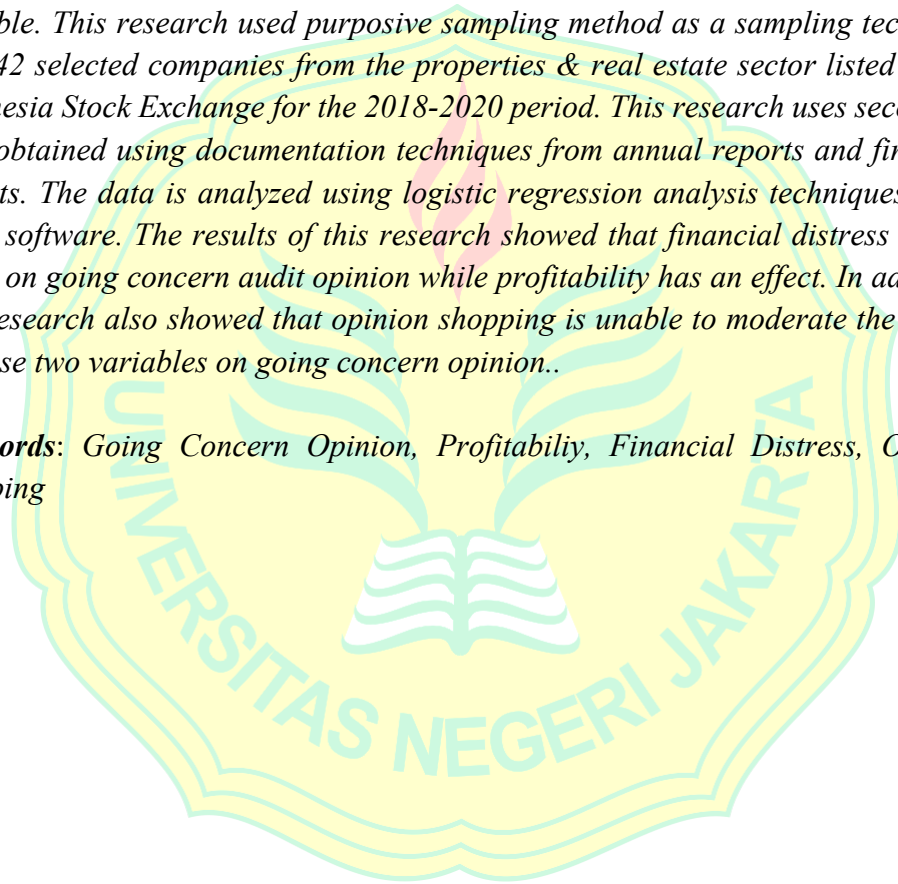 ble. This research used purposive sampling method as a sampling tec
42 selected companies from the properties & real estate sector listed
nesia Stock Exchange for the 2018-2020 period. This research uses sec
obtained using documentation techniques from annual reports and fin
ts. The data is analyzed using logistic regression analysis techniques
software. The results of this research showed that financial distress
on going concern audit opinion while profitability has an effect. In ad
esearch also showed that opinion shopping is unable to moderate the
se two variables on going concern opinion..
ords: Going Concern Opinion, Profitabiliy, Financial Distress, O
ping
UNIVERSITAS NEGERI JAKARTA